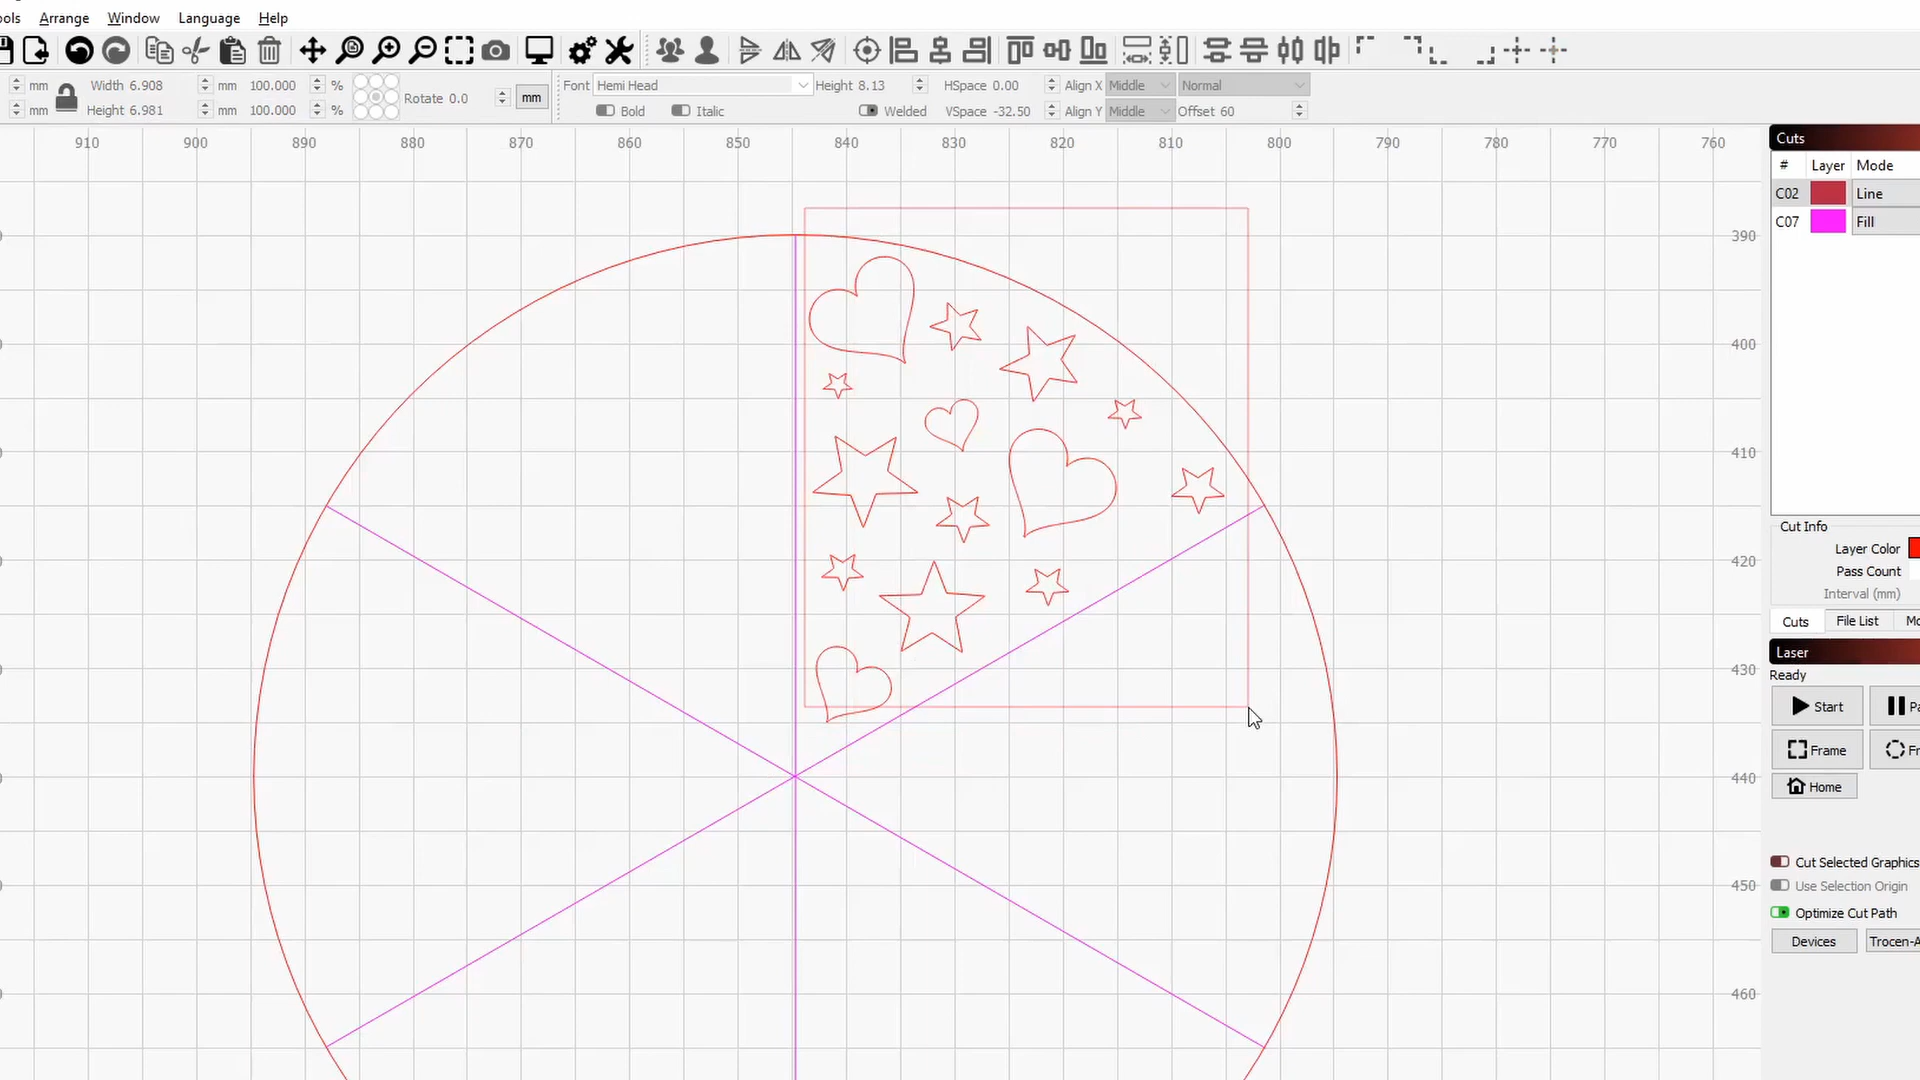 ols Arrange Window Language Help
mm Width 6.908 mm 100.000 % Rotate 0.0 mm Font Hemi Head Height 8.13 HSpace 0.00 Align X Middle Normal
mm Height 6.981 mm 100.000 % Bold Italic Welded VSpace -32.50 Align Y Middle Offset 60
910 900 890 880 870 860 850 840 830 820 810 800 790 780 770 760
390
400
410
420
430
440
450
460
Cuts
# Layer Mode
C02 Line
C07 Fill
Cut Info
Layer Color
Pass Count
Interval (mm)
Cuts File List Mo
Laser
Ready
Start Pa
Frame Fr
Home
Cut Selected Graphics
Use Selection Origin
Optimize Cut Path
Devices Trocen-A